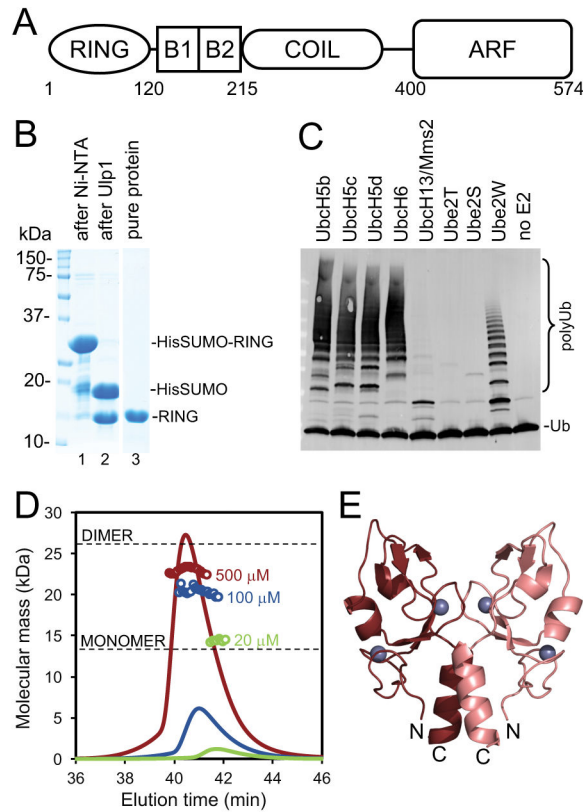 A
RING B1 B2 COIL ARF
1 120 215 400 574
B
after Ni-NTA
after Ulp1
pure protein
kDa
150-
75-
37-
20-
10-
-HisSUMO-RING
-HisSUMO
-RING
1 2 3
C
UbcH5b
UbcH5c
UbcH5d
UbcH6
UbcH13/Mms2
Ube2T
Ube2S
Ube2W
no E2
polyUb
-Ub
D
Molecular mass (kDa)
30
25
20
15
10
5
0
DIMER
500 μM
100 μM
MONOMER
20 μM
36 38 40 42 44 46
Elution time (min)
E
N
C
C
N